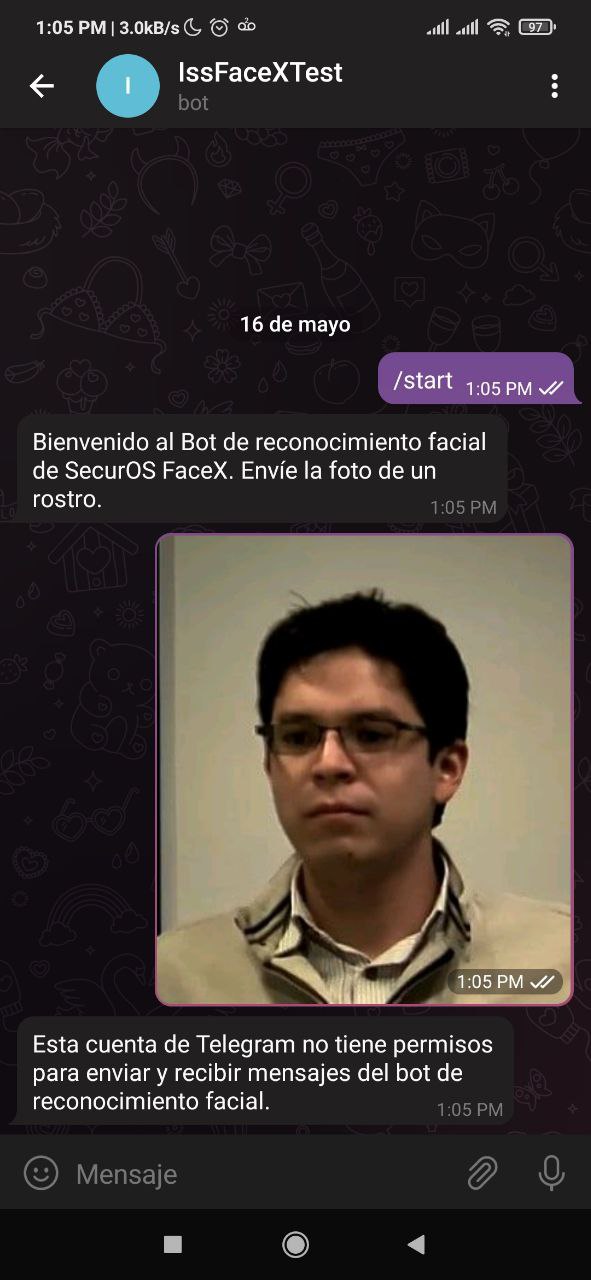 1:05 PM | 3.0kB/s
97
I
IssFaceXTest
bot
16 de mayo
/start 1:05 PM
Bienvenido al Bot de reconocimiento facial
de SecurOS FaceX. Envíe la foto de un
rostro.
1:05 PM
1:05 PM
Esta cuenta de Telegram no tiene permisos
para enviar y recibir mensajes del bot de
reconocimiento facial.
1:05 PM
Mensaje